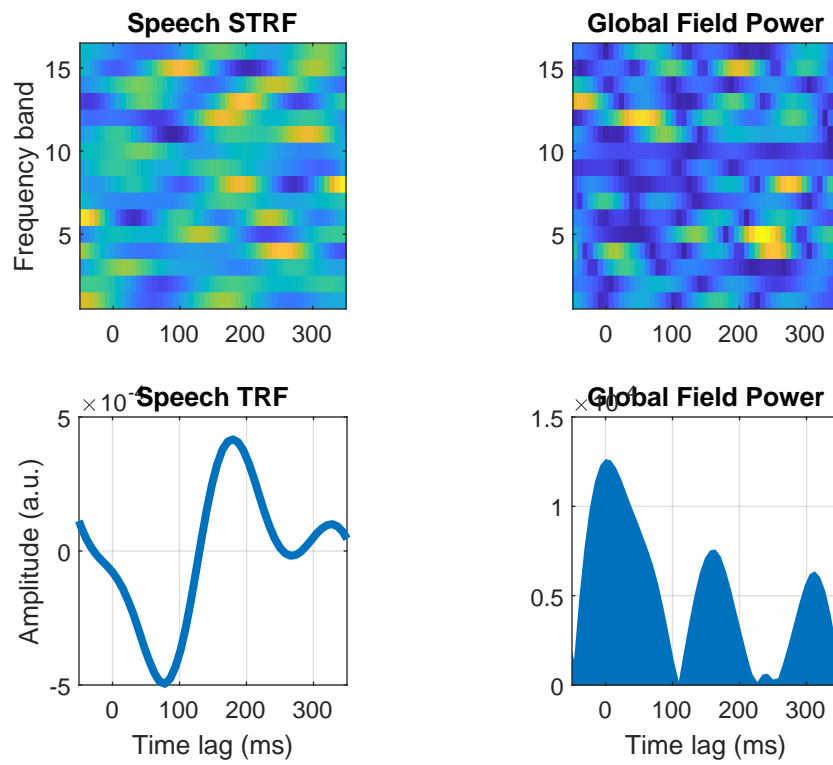 Speech STRF
Global Field Power
Frequency band
15
10
5
0 100 200 300
15
10
5
0 100 200 300
Speech TRF
× 10-4
Amplitude (a.u.)
5
0
-5
0 100 200 300
Time lag (ms)
Global Field Power
1.5
1
0.5
0
0 100 200 300
Time lag (ms)